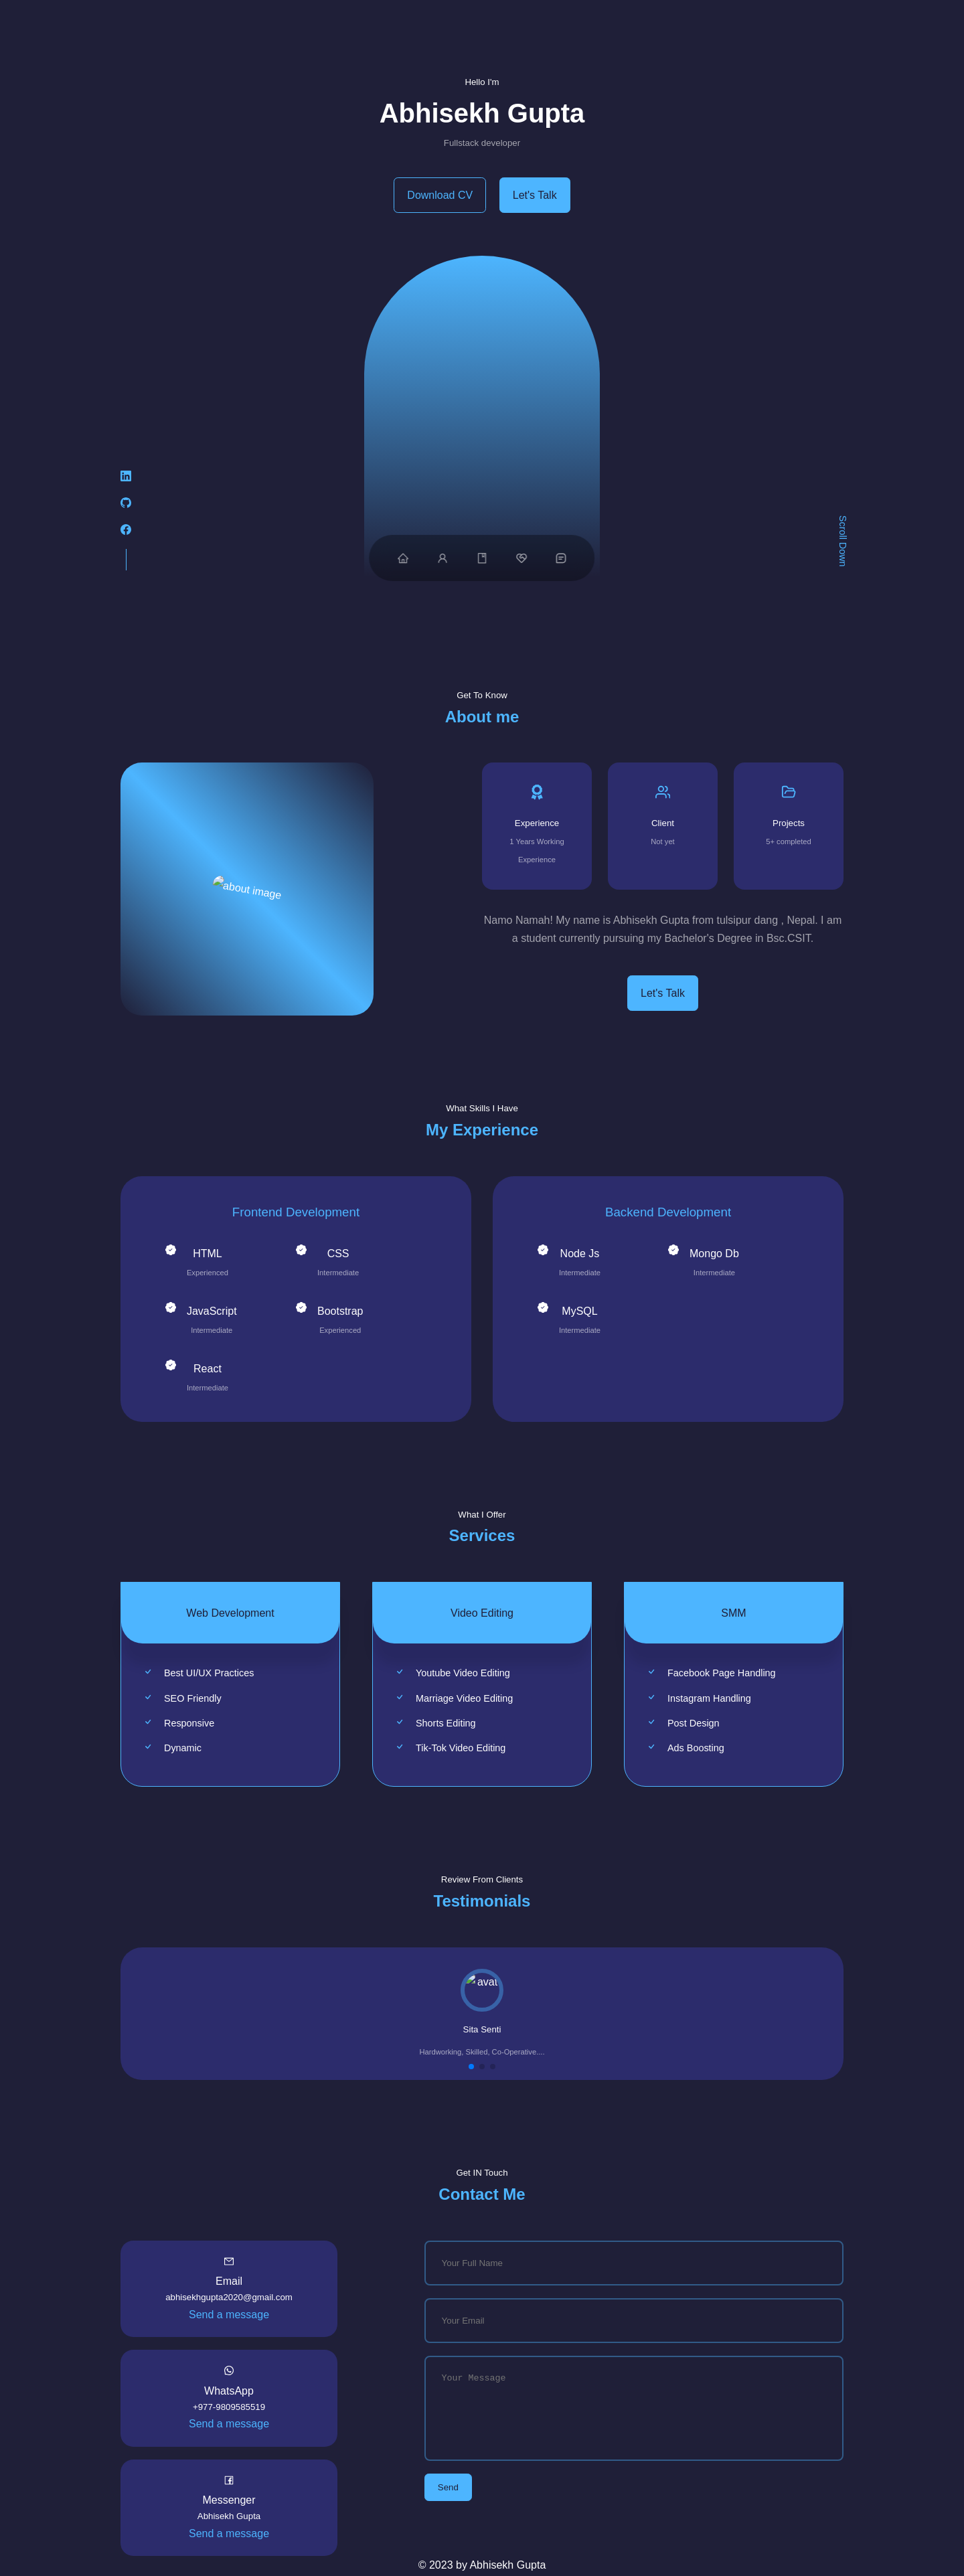 Hello I'm
Abhisekh Gupta
Fullstack developer
Download CV
Let's Talk
Scroll Down
Get To Know
About me
about image
Experience
1 Years Working
Experience
Client
Not yet
Projects
5+ completed
Namo Namah! My name is Abhisekh Gupta from tulsipur dang , Nepal. I am
a student currently pursuing my Bachelor's Degree in Bsc.CSIT.
Let's Talk
What Skills I Have
My Experience
Frontend Development
HTML
Experienced
CSS
Intermediate
JavaScript
Intermediate
Bootstrap
Experienced
React
Intermediate
Backend Development
Node Js
Intermediate
Mongo Db
Intermediate
MySQL
Intermediate
What I Offer
Services
Web Development
Best UI/UX Practices
SEO Friendly
Responsive
Dynamic
Video Editing
Youtube Video Editing
Marriage Video Editing
Shorts Editing
Tik-Tok Video Editing
SMM
Facebook Page Handling
Instagram Handling
Post Design
Ads Boosting
Review From Clients
Testimonials
Sita Senti
Hardworking, Skilled, Co-Operative....
Get IN Touch
Contact Me
Email
abhisekhgupta2020@gmail.com
Send a message
WhatsApp
+977-9809585519
Send a message
Messenger
Abhisekh Gupta
Send a message
Your Full Name
Your Email
Your Message
Send
© 2023 by Abhisekh Gupta